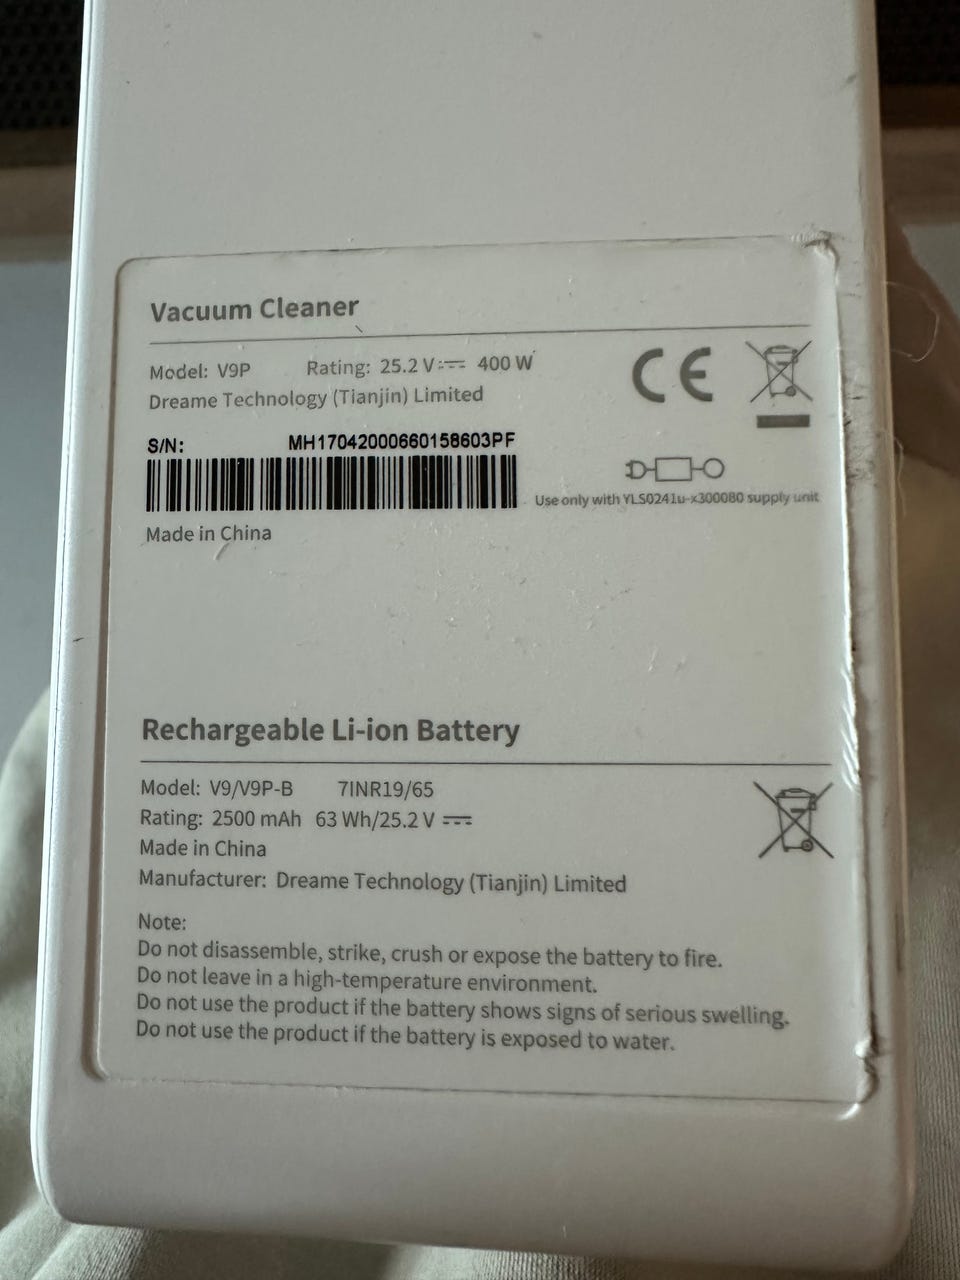 Vacuum Cleaner
Model: V9P Rating: 25.2 V⎓ 400 W
Dreame Technology (Tianjin) Limited
CE
S/N: MH17042000660158603PF
Use only with YLS0241u-x300080 supply unit
Made in China
Rechargeable Li-ion Battery
Model: V9/V9P-B 7INR19/65
Rating: 2500 mAh 63 Wh/25.2 V ⎓
Made in China
Manufacturer: Dreame Technology (Tianjin) Limited
Note:
Do not disassemble, strike, crush or expose the battery to fire.
Do not leave in a high-temperature environment.
Do not use the product if the battery shows signs of serious swelling.
Do not use the product if the battery is exposed to water.